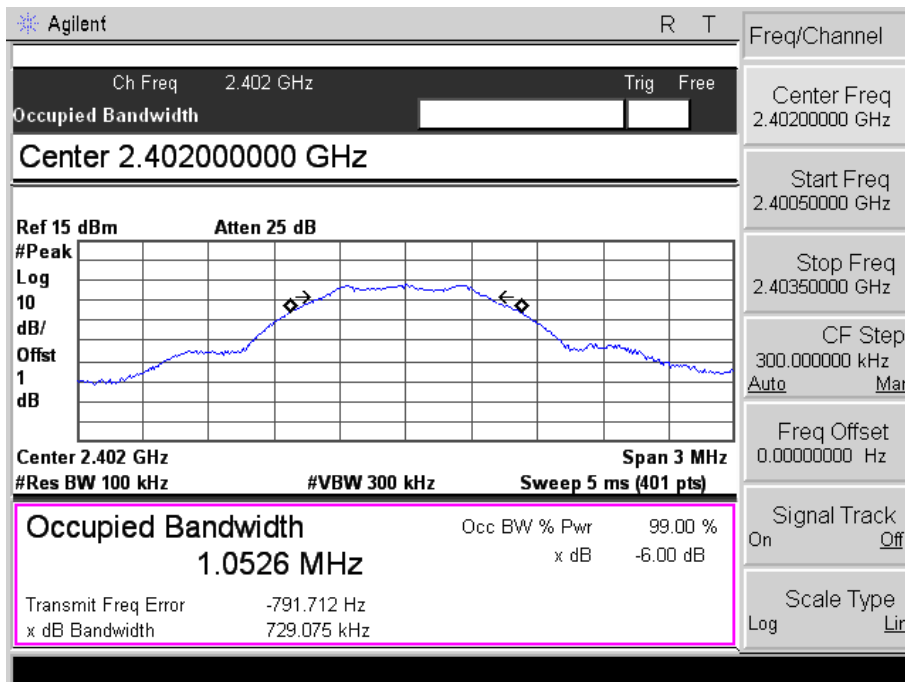 Agilent R T
Ch Freq 2.402 GHz Trig Free
Occupied Bandwidth
Center 2.402000000 GHz
Ref 15 dBm Atten 25 dB
#Peak
Log
10
dB/
Offst
1
dB
Center 2.402 GHz Span 3 MHz
#Res BW 100 kHz #VBW 300 kHz Sweep 5 ms (401 pts)
Occupied Bandwidth
1.0526 MHz
Occ BW % Pwr 99.00 %
x dB -6.00 dB
Transmit Freq Error -791.712 Hz
x dB Bandwidth 729.075 kHz
Freq/Channel
Center Freq
2.40200000 GHz
Start Freq
2.40050000 GHz
Stop Freq
2.40350000 GHz
CF Step
300.000000 kHz
Auto Mar
Freq Offset
0.00000000 Hz
Signal Track
On Off
Scale Type
Log Lin